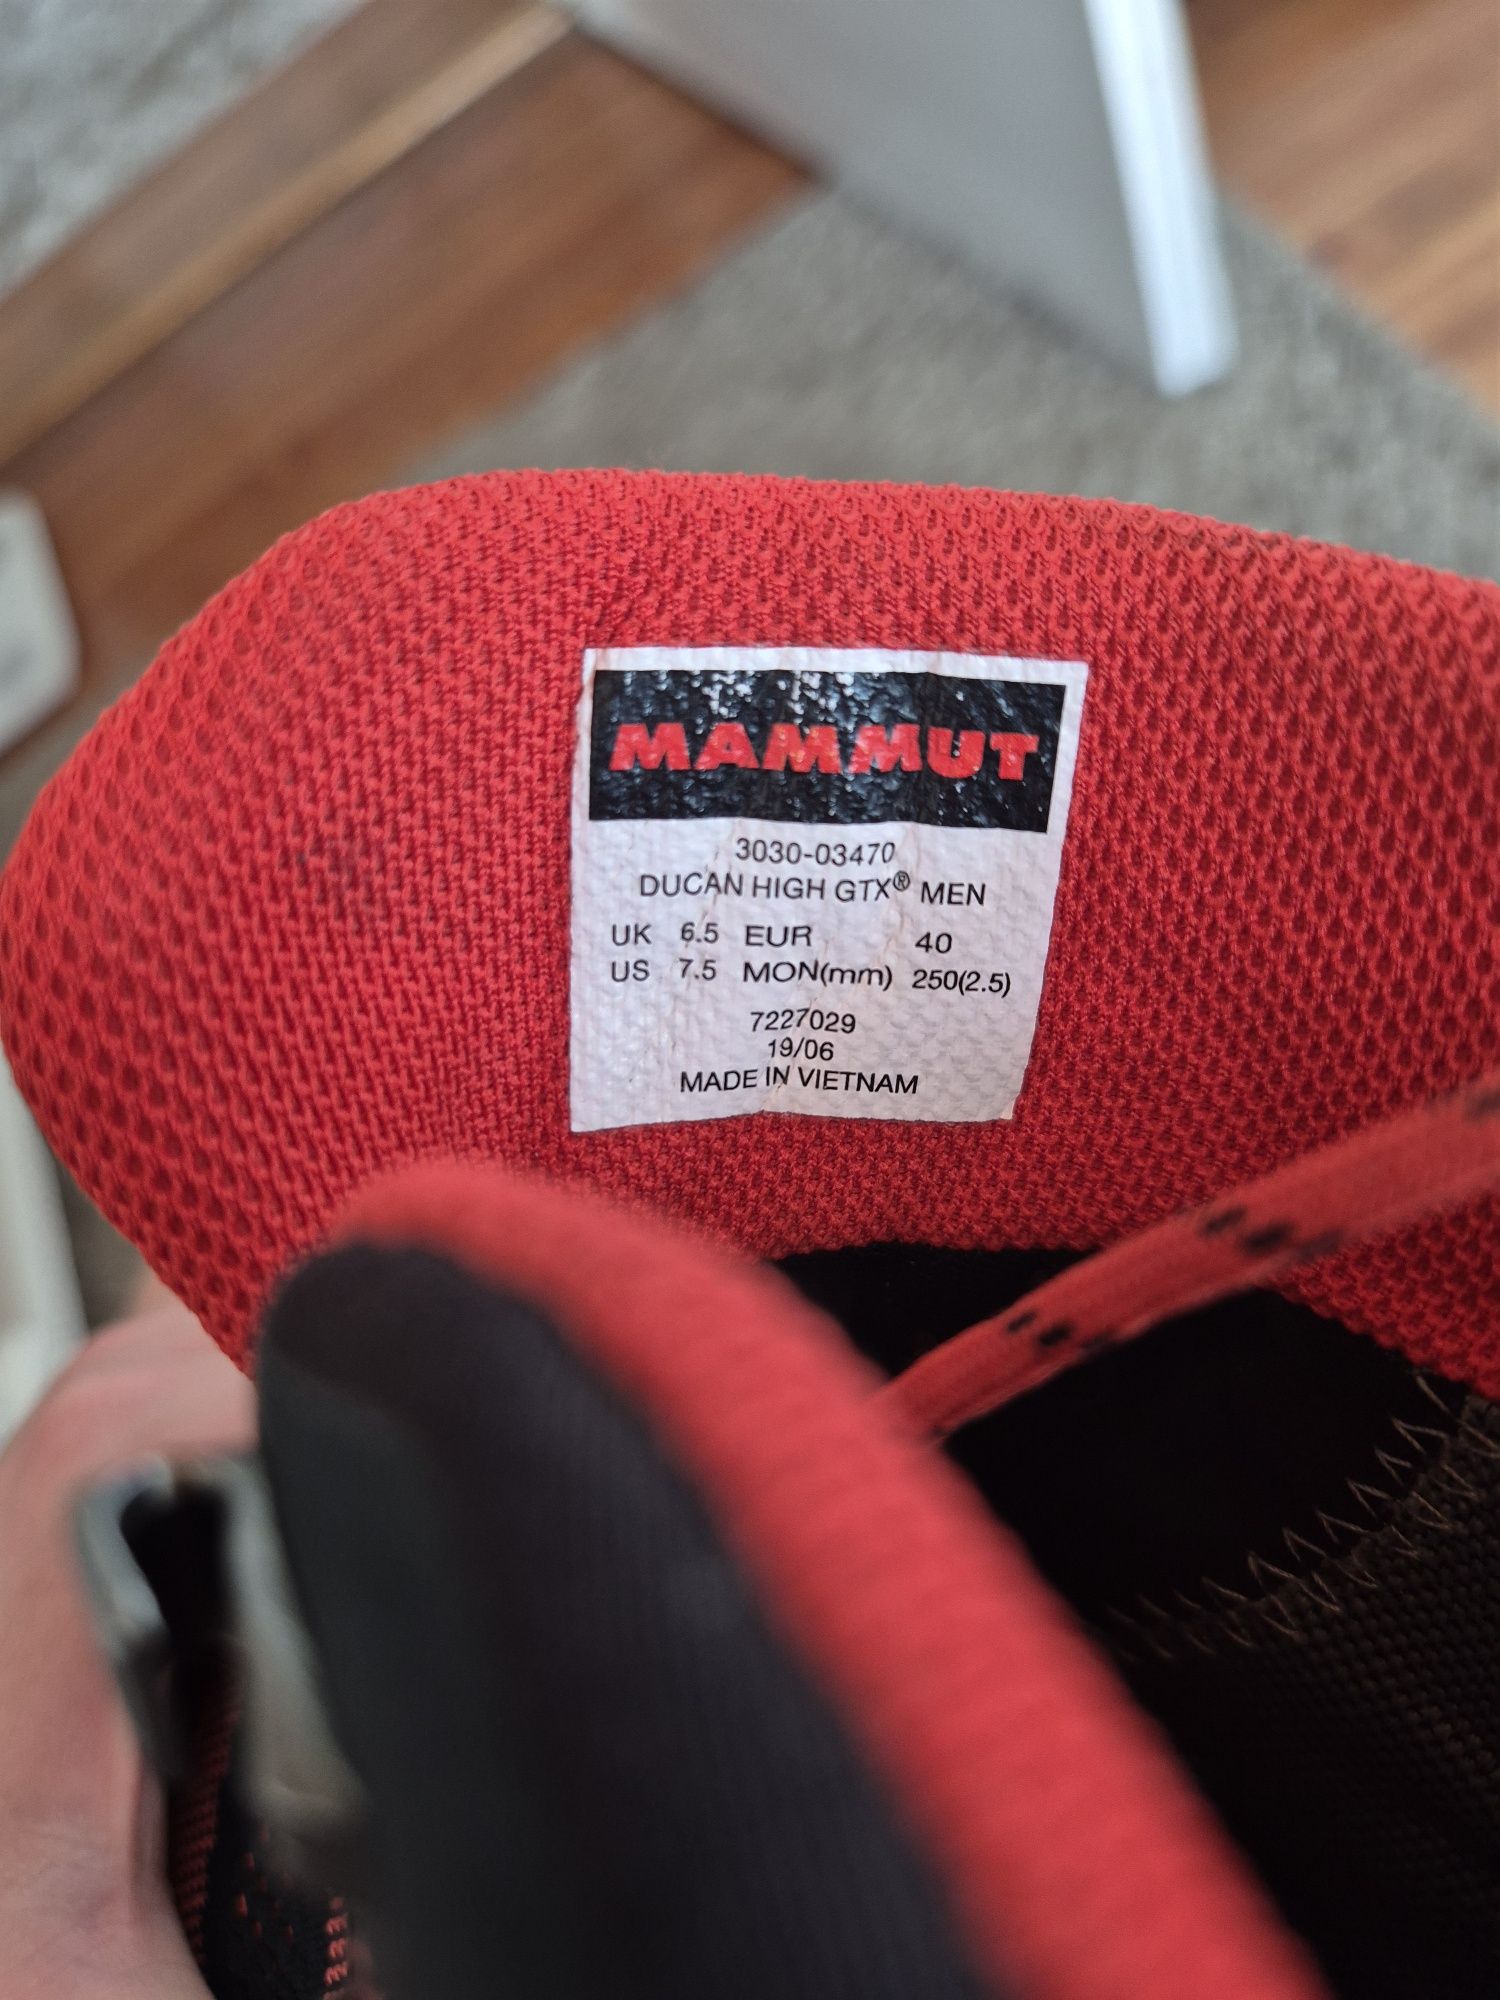 MAMMUT
3030-03470
DUCAN HIGH GTX® MEN
UK 6.5 EUR 40
US 7.5 MON(mm) 250(2.5)
7227029
19/06
MADE IN VIETNAM